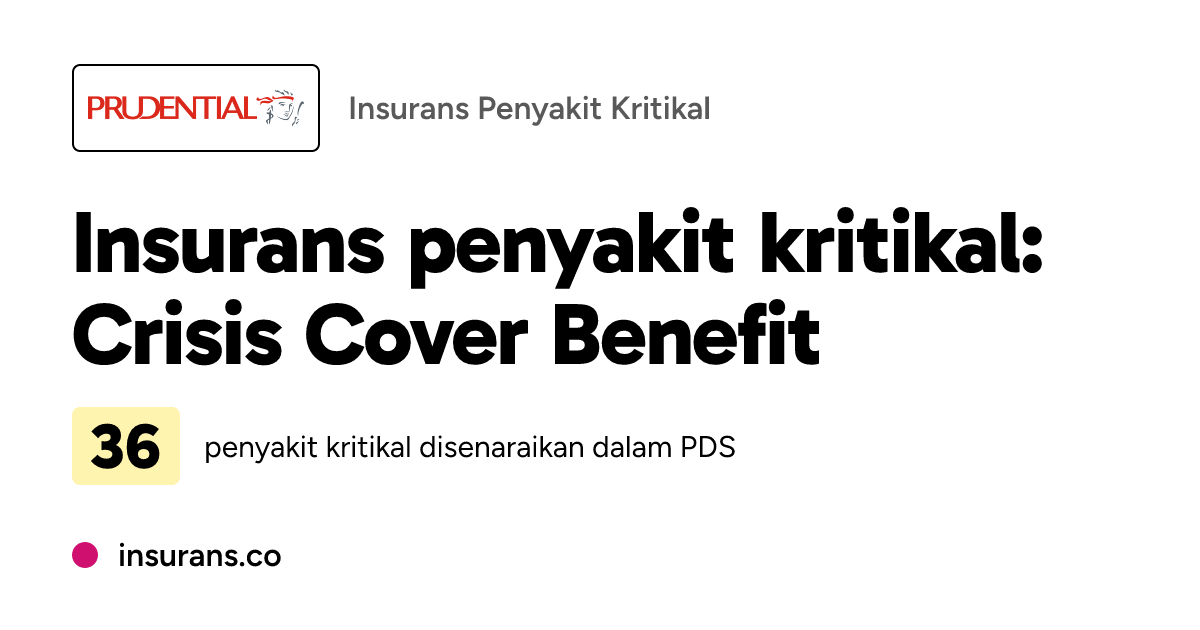 PRUDENTIAL
Insurans Penyakit Kritikal
Insurans penyakit kritikal:
Crisis Cover Benefit
36
penyakit kritikal disenaraikan dalam PDS
insurans.co